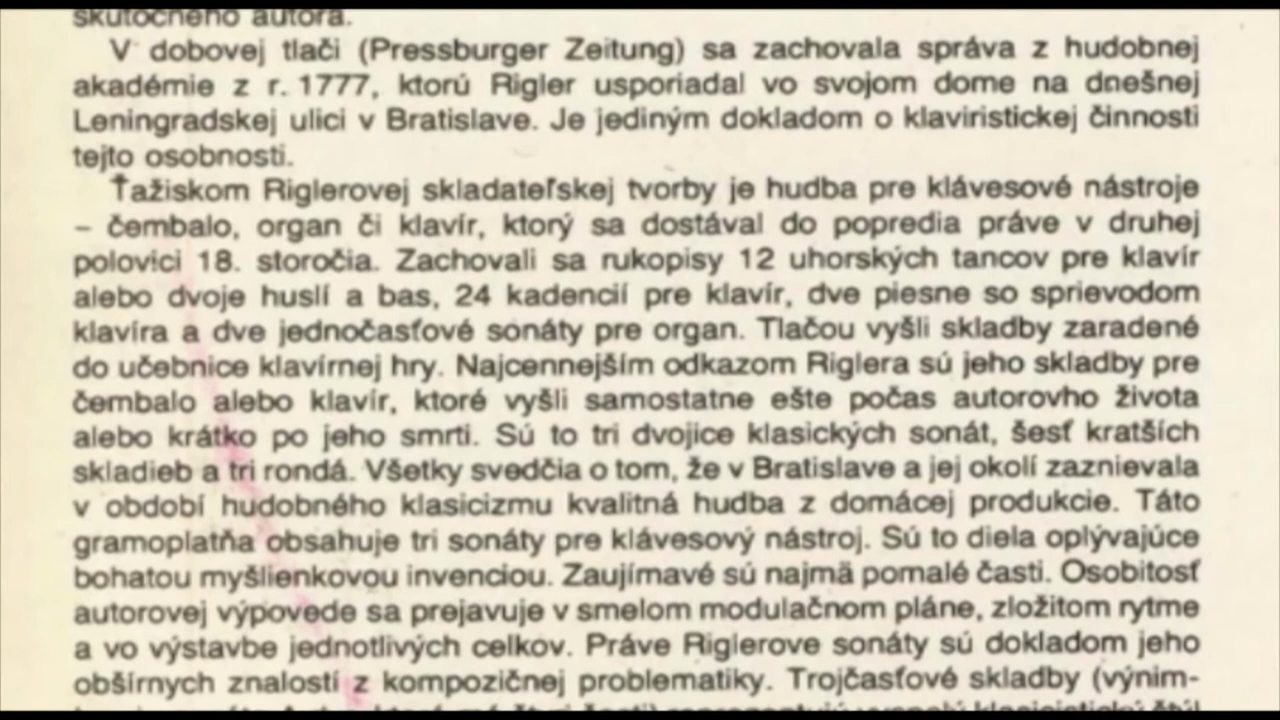 skutočného autora.
V dobovej tlači (Pressburger Zeitung) sa zachovala správa z hudobnej
akadémie z r. 1777, ktorú Rigler usporiadal vo svojom dome na dnešnej
Leningradskej ulici v Bratislave. Je jediným dokladom o klaviristickej činnosti
tejto osobnosti.
Ťažiskom Riglerovej skladateľskej tvorby je hudba pre klávesové nástroje
– čembalo, organ či klavír, ktorý sa dostával do popredia práve v druhej
polovici 18. storočia. Zachovali sa rukopisy 12 uhorských tancov pre klavír
alebo dvoje huslí a bas, 24 kadencií pre klavír, dve piesne so sprievodom
klavíra a dve jednočasťové sonáty pre organ. Tlačou vyšli skladby zaradené
do učebnice klavírnej hry. Najcennejším odkazom Riglera sú jeho skladby pre
čembalo alebo klavír, ktoré vyšli samostatne ešte počas autorovho života
alebo krátko po jeho smrti. Sú to tri dvojice klasických sonát, šesť kratších
skladieb a tri rondá. Všetky svedčia o tom, že v Bratislave a jej okolí zaznievala
v období hudobného klasicizmu kvalitná hudba z domácej produkcie. Táto
gramoplatňa obsahuje tri sonáty pre klávesový nástroj. Sú to diela oplývajúce
bohatou myšlienkovou invenciou. Zaujímavé sú najmä pomalé časti. Osobitosť
autorovej výpovede sa prejavuje v smelom modulačnom pláne, zložitom rytme
a vo výstavbe jednotlivých celkov. Práve Riglerove sonáty sú dokladom jeho
obšírnych znalostí z kompozičnej problematiky. Trojčasťové skladby (výnim-